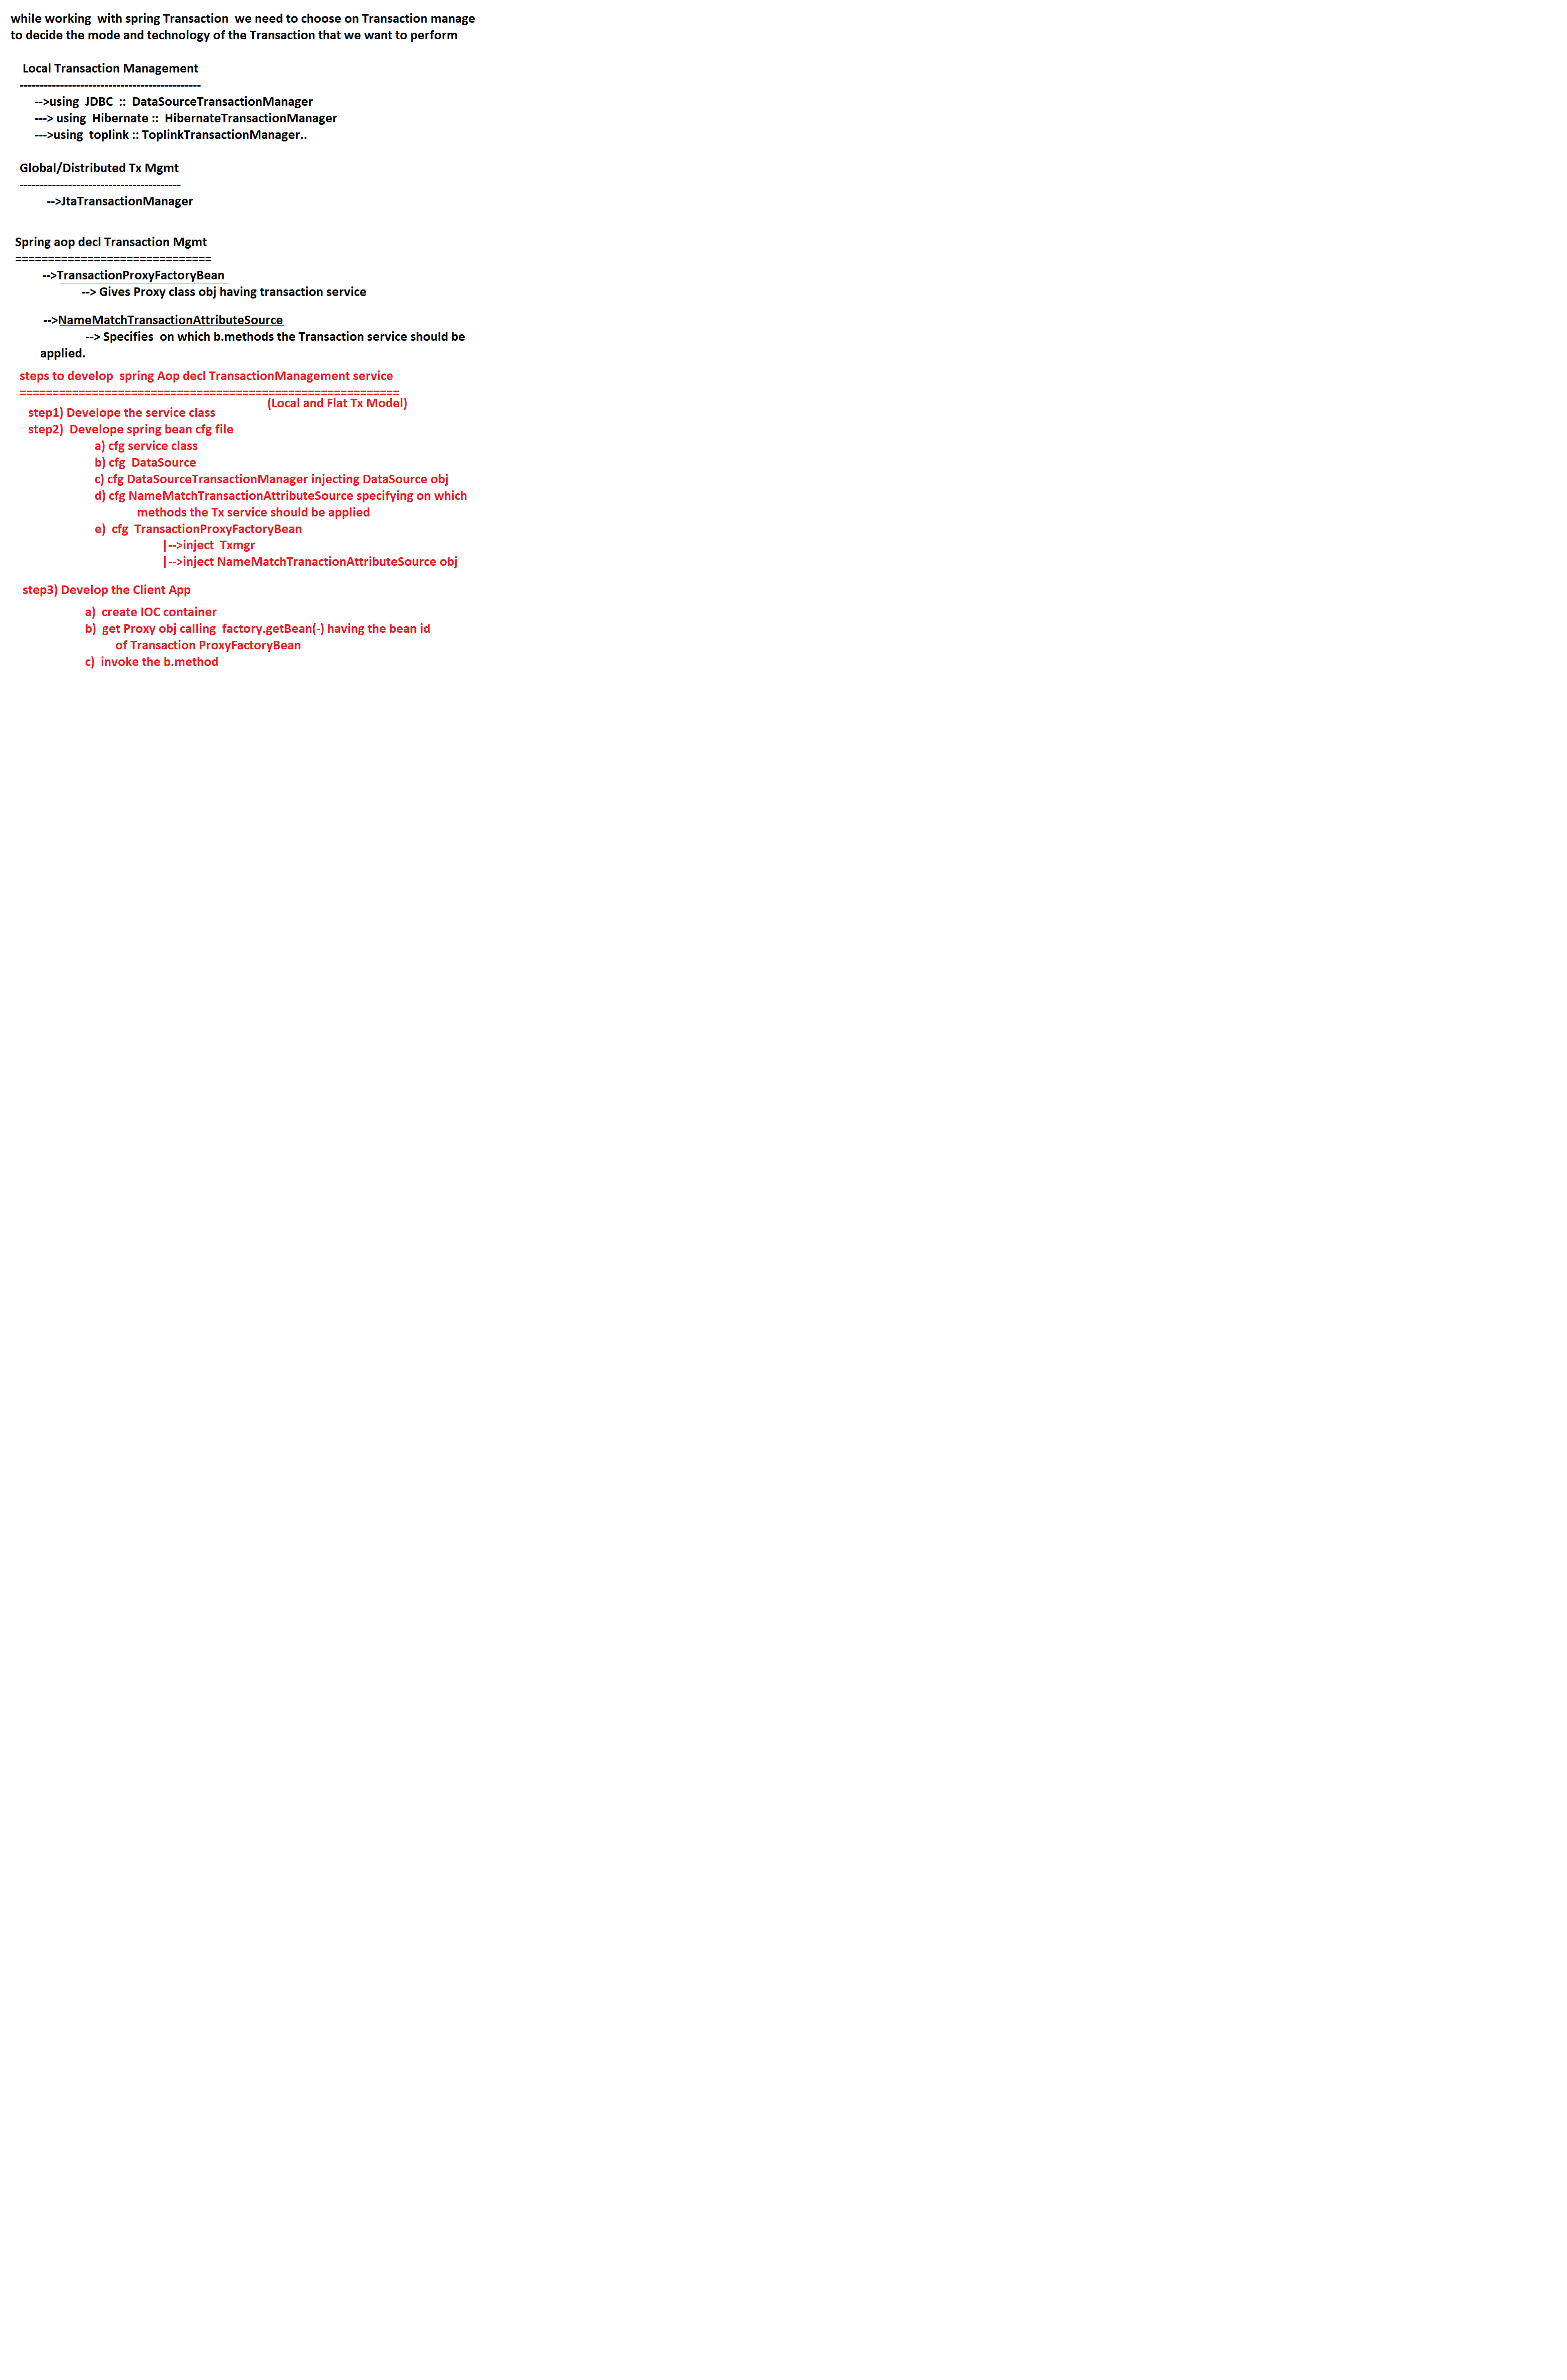 while working with spring Transaction we need to choose on Transaction manage
to decide the mode and technology of the Transaction that we want to perform
Local Transaction Management
---------------------------------------------
-->using JDBC :: DataSourceTransactionManager
---> using Hibernate :: HibernateTransactionManager
--->using toplink :: ToplinkTransactionManager..
Global/Distributed Tx Mgmt
----------------------------------------
-->JtaTransactionManager
Spring aop decl Transaction Mgmt
==============================
-->TransactionProxyFactoryBean
--> Gives Proxy class obj having transaction service
-->NameMatchTransactionAttributeSource
--> Specifies on which b.methods the Transaction service should be
applied.
steps to develop spring Aop decl TransactionManagement service
==========================================================
(Local and Flat Tx Model)
step1) Develope the service class
step2) Develope spring bean cfg file
a) cfg service class
b) cfg DataSource
c) cfg DataSourceTransactionManager injecting DataSource obj
d) cfg NameMatchTransactionAttributeSource specifying on which
methods the Tx service should be applied
e) cfg TransactionProxyFactoryBean
|-->inject Txmgr
|-->inject NameMatchTranactionAttributeSource obj
step3) Develop the Client App
a) create IOC container
b) get Proxy obj calling factory.getBean(-) having the bean id
of Transaction ProxyFactoryBean
c) invoke the b.method